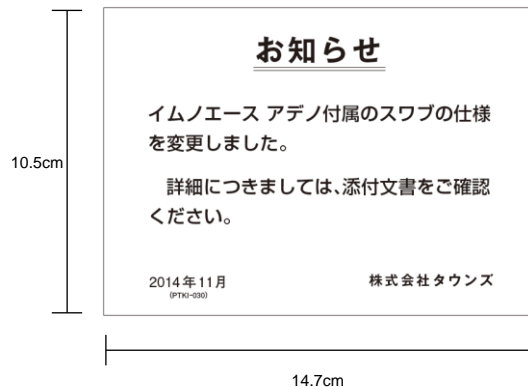 お知らせ
イムノエース アデノ付属のスワブの仕様
を変更しました。
詳細につきましては、添付文書をご確認
ください。
10.5cm
2014年11月
株式会社タウンズ
(PTKI-030)
14.7cm